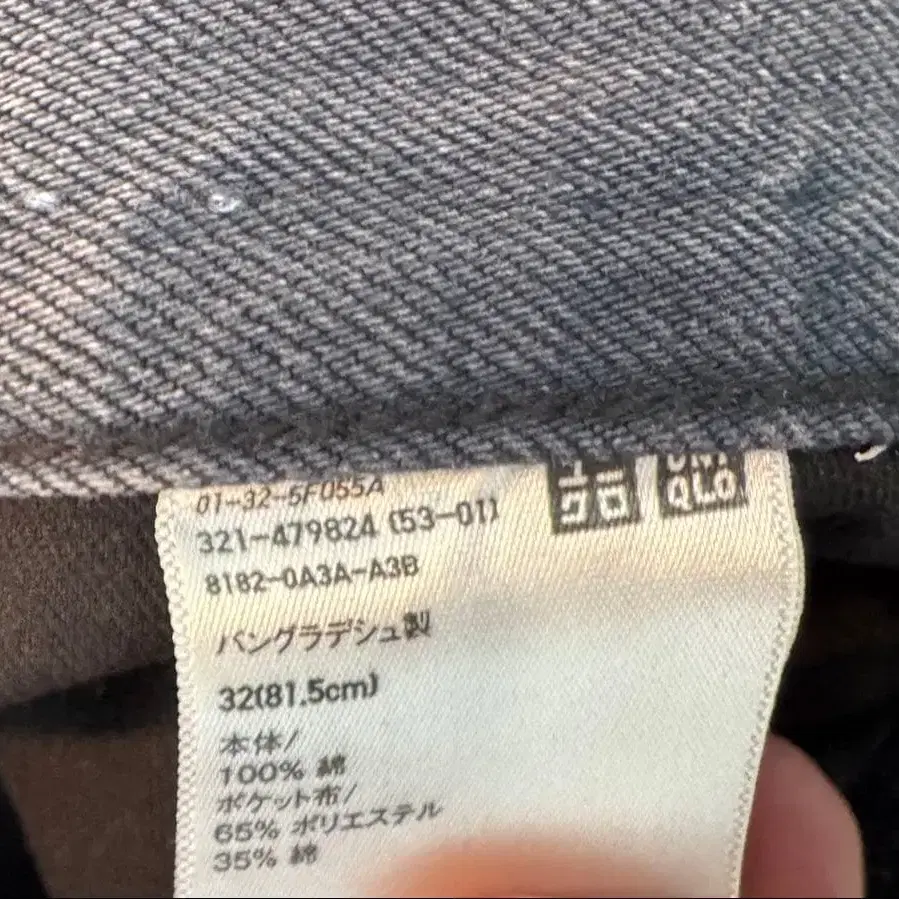 01-32-5F055A
321-479824 (53-01)
8182-0A3A-A3B
QLO
バングラデシュ製
32(81.5cm)
本体/
100% 綿
ポケット布/
65% ポリエステル
35% 綿